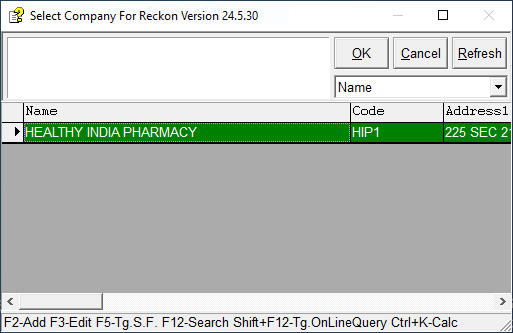 Select Company For Reckon Version 24.5.30
OK Cancel Refresh
Name
Name Code Address1
HEALTHY INDIA PHARMACY HIP1 225 SEC 2
F2-Add F3-Edit F5-Tg.S.F. F12-Search Shift+F12-Tg.OnLineQuery Ctrl+K-Calc